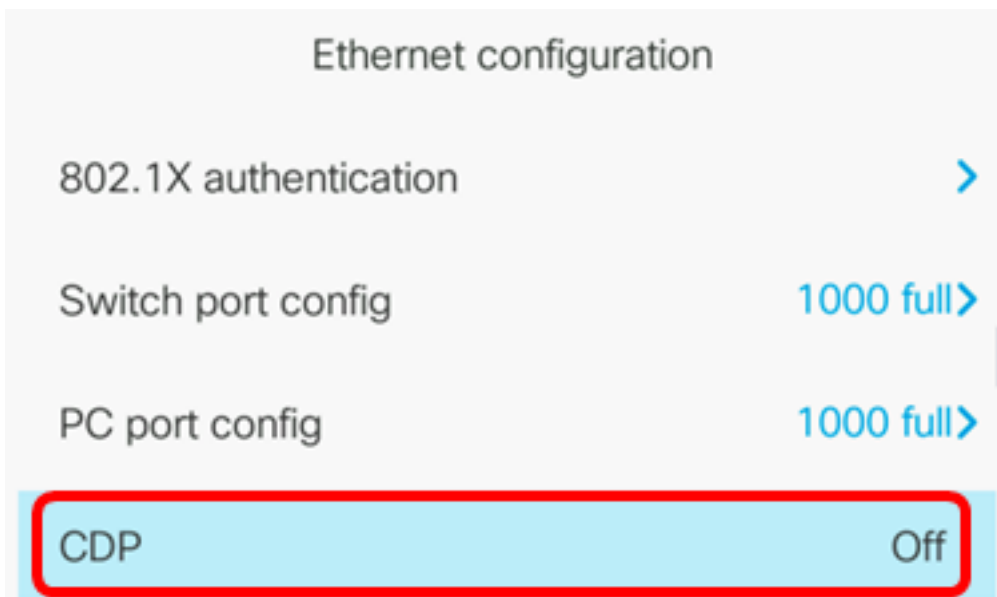 Ethernet configuration
802.1X authentication
Switch port config 1000 full
PC port config 1000 full
CDP Off